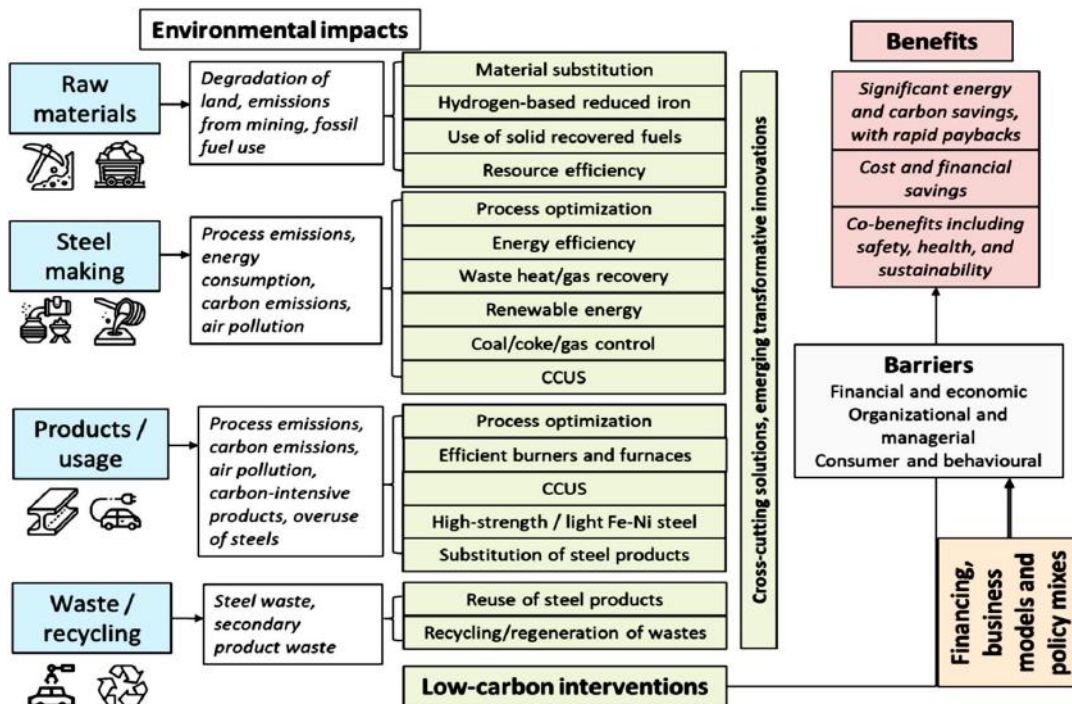 Environmental impacts
Raw
materials
Degradation of
land, emissions
from mining, fossil
fuel use
Material substitution
Hydrogen-based reduced iron
Use of solid recovered fuels
Resource efficiency
Steel
making
Process emissions,
energy
consumption,
carbon emissions,
air pollution
Process optimization
Energy efficiency
Waste heat/gas recovery
Renewable energy
Coal/coke/gas control
CCUS
Products /
usage
Process emissions,
carbon emissions,
air pollution,
carbon-intensive
products, overuse
of steels
Process optimization
Efficient burners and furnaces
CCUS
High-strength / light Fe-Ni steel
Substitution of steel products
Waste /
recycling
Steel waste,
secondary
product waste
Reuse of steel products
Recycling/regeneration of wastes
Low-carbon interventions
Cross-cutting solutions, emerging transformative innovations
Benefits
Significant energy
and carbon savings,
with rapid paybacks
Cost and financial
savings
Co-benefits including
safety, health, and
sustainability
Barriers
Financial and economic
Organizational and
managerial
Consumer and behavioural
Financing,
business
models and
policy mixes